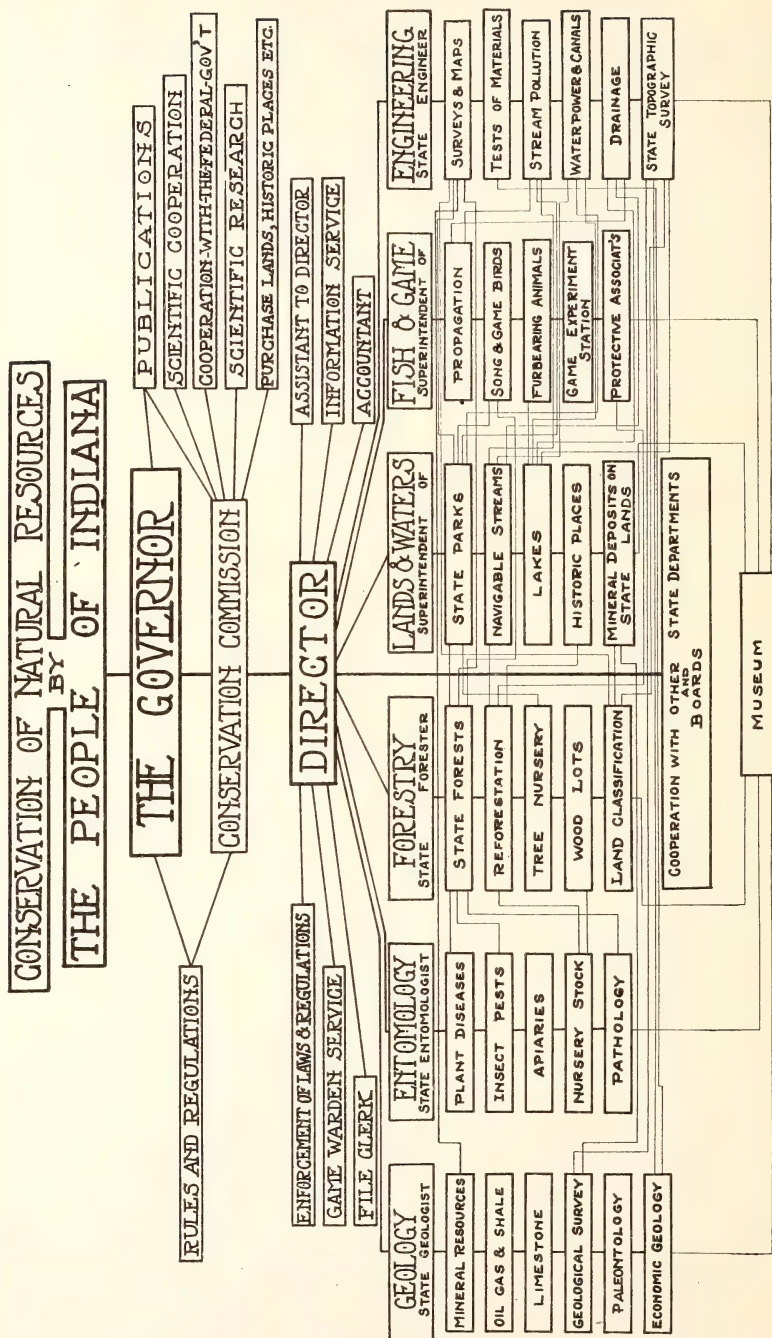 CONSERVATION OF NATURAL RESOURCES
BY
THE PEOPLE OF INDIANA
THE GOVERNOR
PUBLICATIONS
SCIENTIFIC COOPERATION
COOPERATION-WITH-THE-FEDERAL-GOV'T
SCIENTIFIC RESEARCH
PURCHASE LANDS, HISTORIC PLACES ETC.
RULES AND REGULATIONS
CONSERVATION COMMISSION
DIRECTOR
ENFORCEMENT OF LAWS & REGULATIONS
GAME WARDEN SERVICE
FILE CLERK
ASSISTANT TO DIRECTOR
INFORMATION SERVICE
ACCOUNTANT
GEOLOGY
STATE GEOLOGIST
MINERAL RESOURCES
OIL GAS & SHALE
LIMESTONE
GEOLOGICAL SURVEY
PALEONTOLOGY
ECONOMIC GEOLOGY
ENTOMOLOGY
STATE ENTOMOLOGIST
PLANT DISEASES
INSECT PESTS
APIARIES
NURSERY STOCK
PATHOLOGY
FORESTRY
STATE FORESTER
STATE FORESTS
REFORESTATION
TREE NURSERY
WOOD LOTS
LAND CLASSIFICATION
LANDS & WATERS
SUPERINTENDENT OF
STATE PARKS
NAVIGABLE STREAMS
LAKES
HISTORIC PLACES
MINERAL DEPOSITS ON
STATE LANDS
FISH & GAME
SUPERINTENDENT OF
PROPAGATION
SONG & GAME BIRDS
FURBEARING ANIMALS
GAME EXPERIMENT
STATION
PROTECTIVE ASSOCIAT'S
ENGINEERING
STATE ENGINEER
SURVEYS & MAPS
TESTS OF MATERIALS
STREAM POLLUTION
WATER POWER & CANALS
DRAINAGE
STATE TOPOGRAPHIC
SURVEY
COOPERATION WITH OTHER STATE DEPARTMENTS
AND
BOARDS
MUSEUM